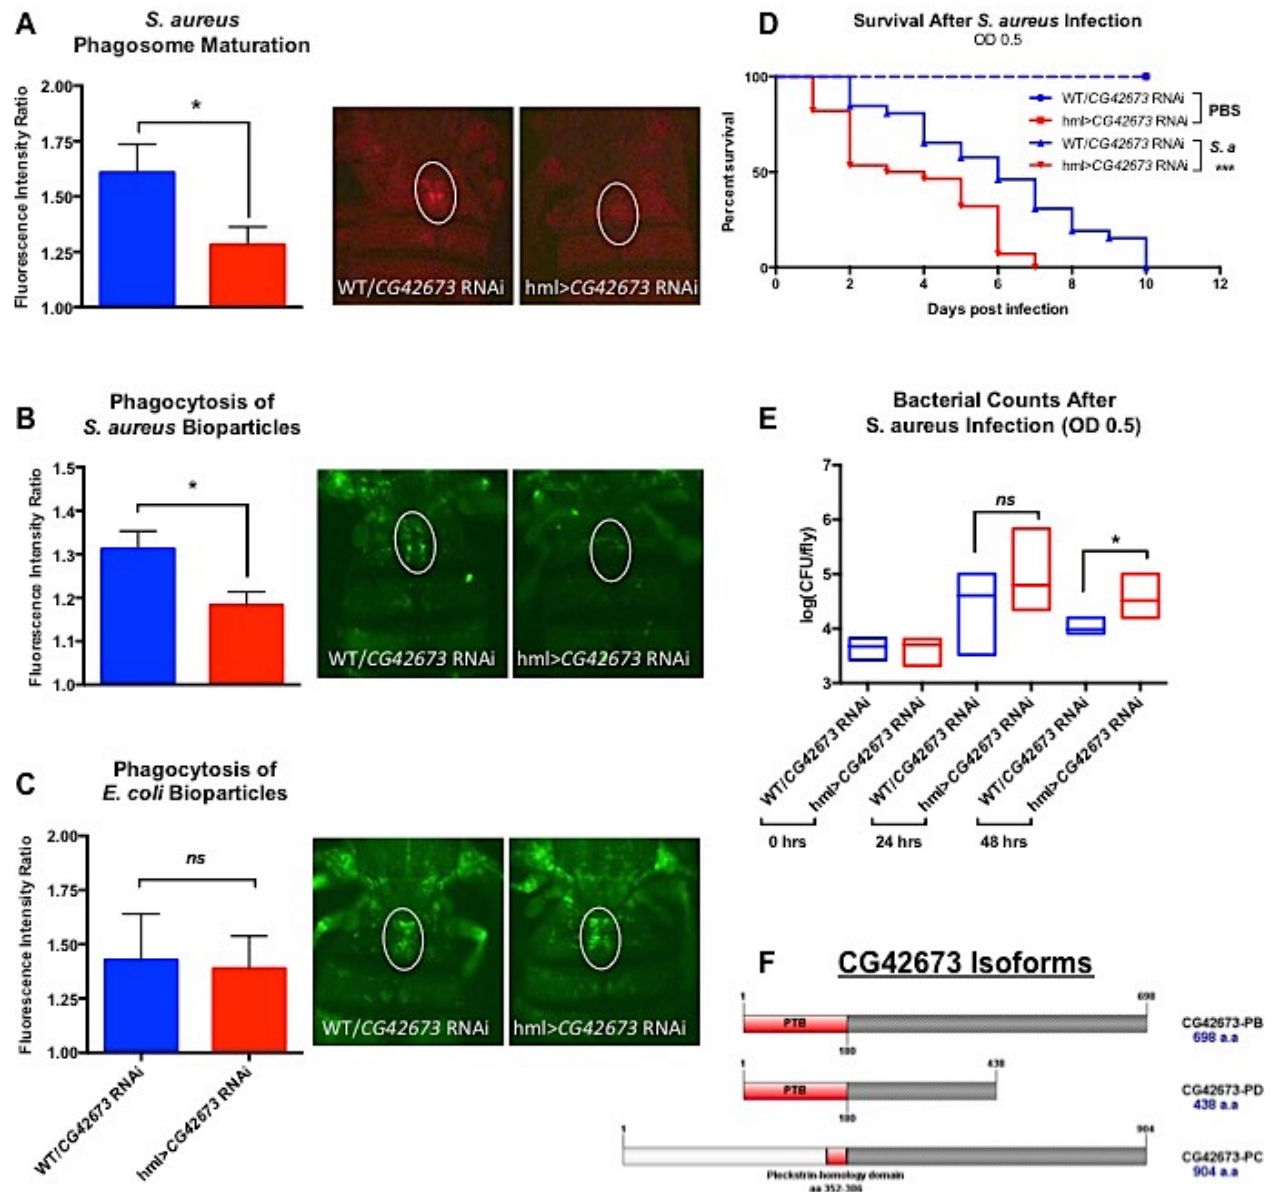 A
S. aureus
Phagosome Maturation
Fluorescence Intensity Ratio
2.00
1.75
1.50
1.25
1.00
*
WT/CG42673 RNAi
hml>CG42673 RNAi
B
Phagocytosis of
S. aureus Bioparticles
Fluorescence Intensity Ratio
1.5
1.4
1.3
1.2
1.1
1.0
*
WT/CG42673 RNAi
hml>CG42673 RNAi
C
Phagocytosis of
E. coli Bioparticles
Fluorescence Intensity Ratio
2.00
1.75
1.50
1.25
1.00
ns
WT/CG42673 RNAi
hml>CG42673 RNAi
WT/CG42673 RNAi
hml>CG42673 RNAi
D
Survival After S. aureus Infection
OD 0.5
Percent survival
100
50
0
0 2 4 6 8 10 12
Days post infection
WT/CG42673 RNAi
hml>CG42673 RNAi
PBS
WT/CG42673 RNAi
hml>CG42673 RNAi
S. a
***
E
Bacterial Counts After
S. aureus Infection (OD 0.5)
log(CFU/fly)
7
6
5
4
3
ns
*
WT/CG42673 RNAi
hml>CG42673 RNAi
WT/CG42673 RNAi
hml>CG42673 RNAi
WT/CG42673 RNAi
hml>CG42673 RNAi
0 hrs
24 hrs
48 hrs
F
CG42673 Isoforms
1 698
PTB
180
CG42673-PB
698 a.a
1 438
PTB
180
CG42673-PD
438 a.a
1 904
CG42673-PC
904 a.a
Pleckstrin-homology domain
aa 352-386